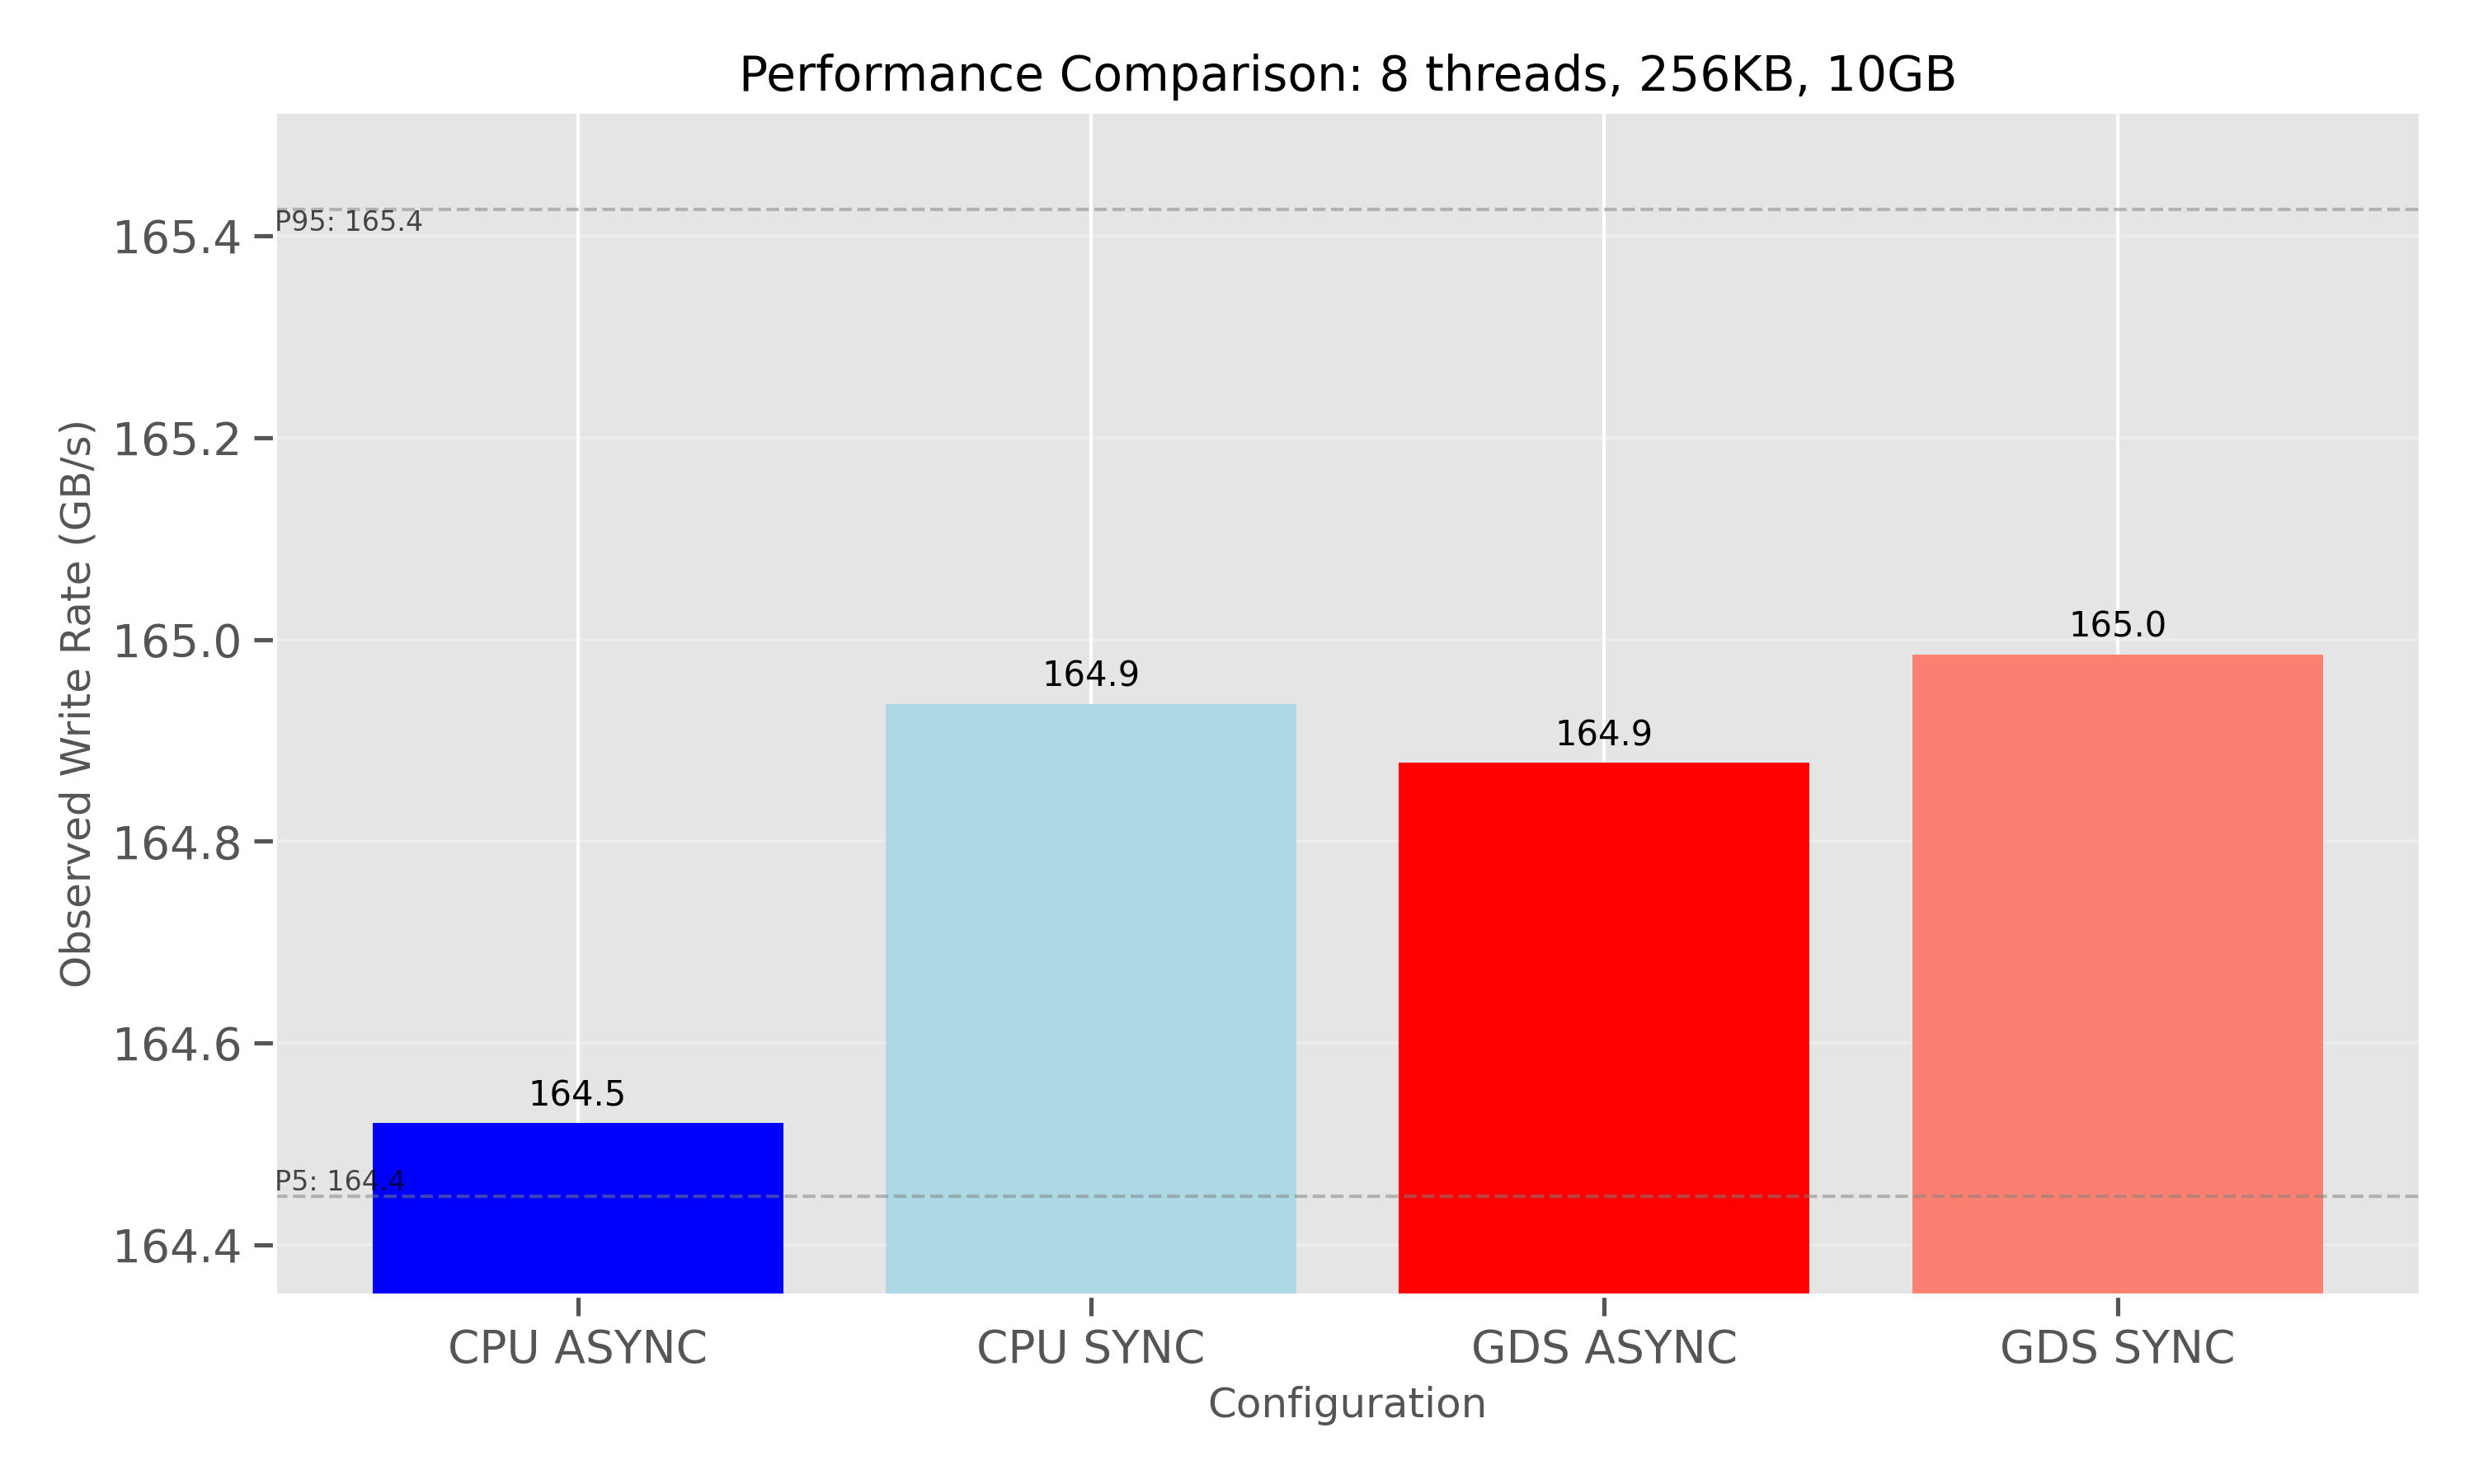 Performance Comparison: 8 threads, 256KB, 10GB
Observed Write Rate (GB/s)
165.4
165.2
165.0
164.8
164.6
164.4
P95: 165.4
P5: 164.4
164.5
164.9
164.9
165.0
CPU ASYNC
CPU SYNC
GDS ASYNC
GDS SYNC
Configuration